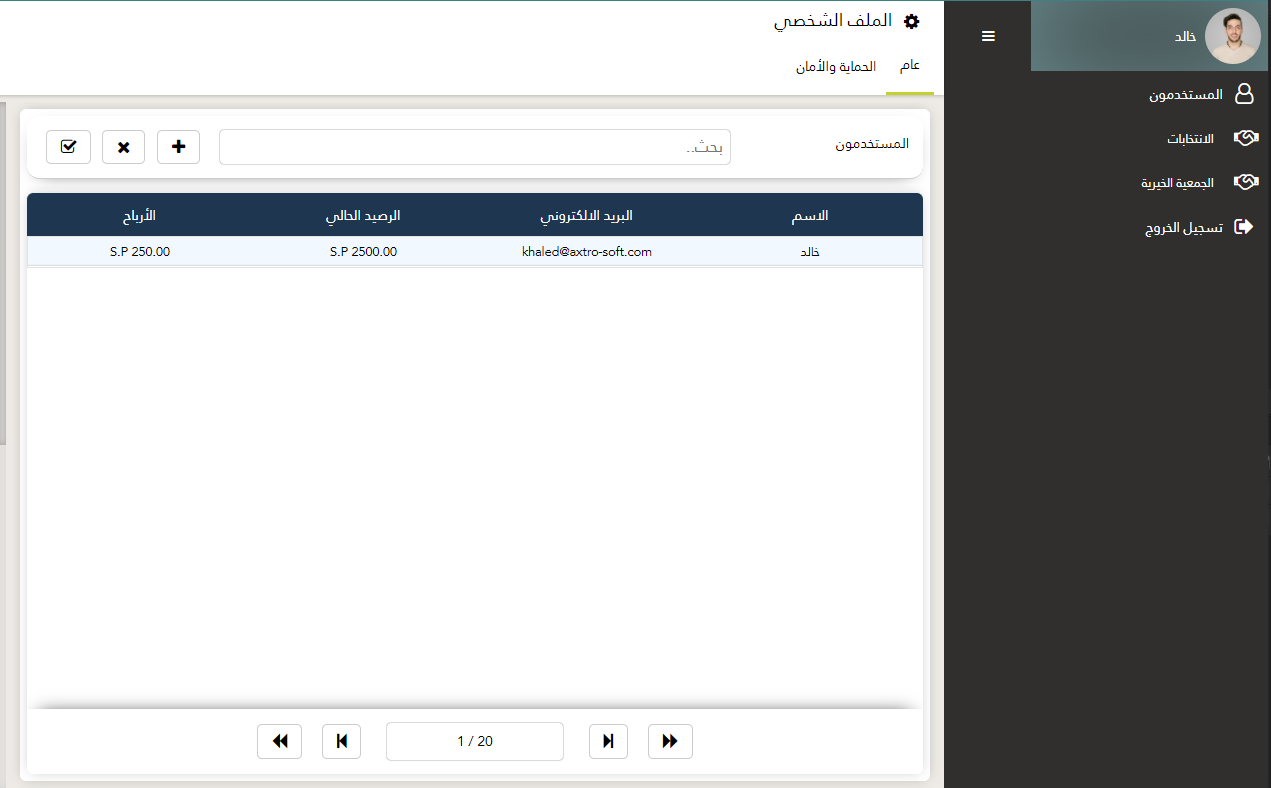 خالد
المستخدمون
الانتخابات
الجمعية الخيرية
تسجيل الخروج
الملف الشخصي
عام
الحماية والأمان
المستخدمون
بحث..
الاسم البريد الالكتروني الرصيد الحالي الأرباح
خالد khaled@axtro-soft.com S.P 2500.00 S.P 250.00
1 / 20